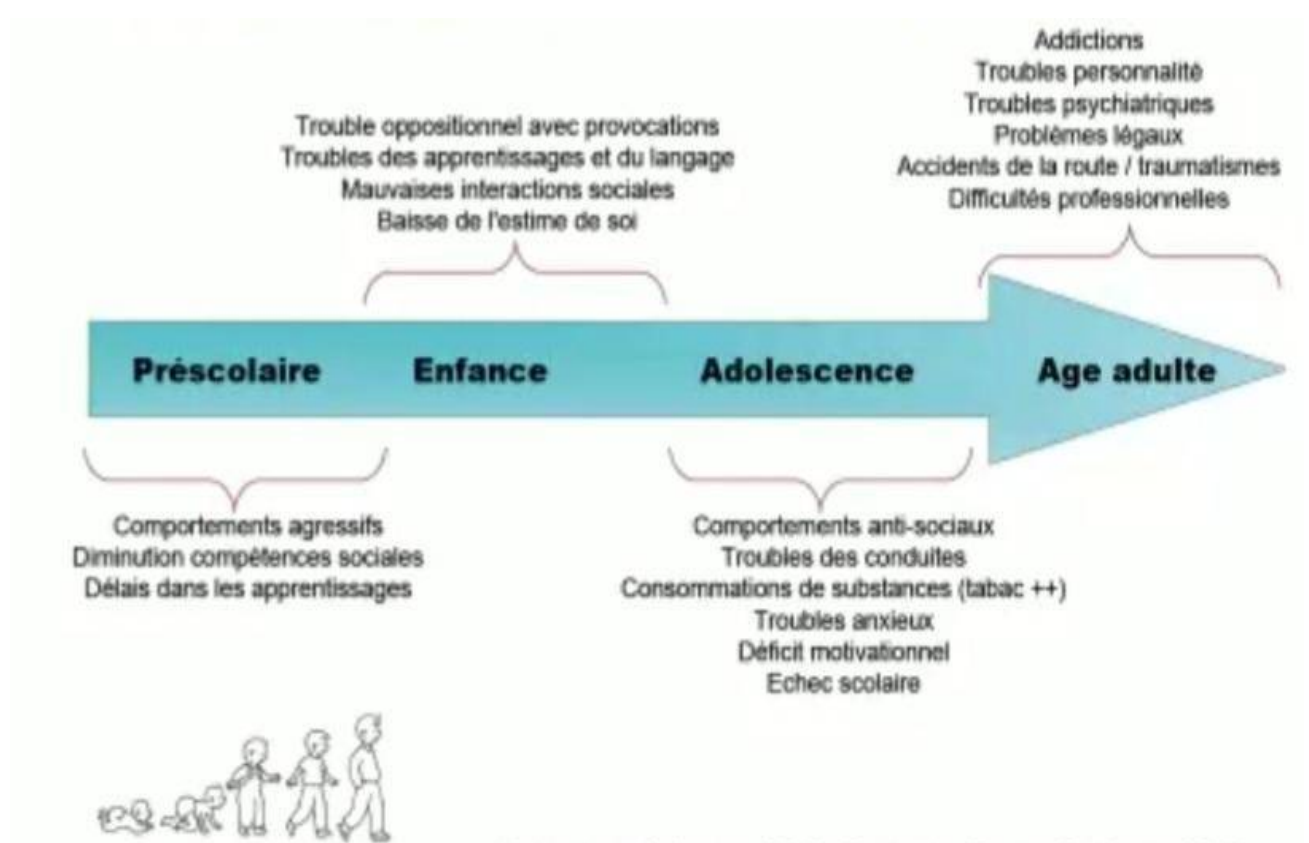 Addictions
Troubles personnalité
Troubles psychiatriques
Problèmes légaux
Accidents de la route / traumatismes
Difficultés professionnelles
Trouble oppositionnel avec provocations
Troubles des apprentissages et du langage
Mauvaises interactions sociales
Baisse de l'estime de soi
Préscolaire
Enfance
Adolescence
Age adulte
Comportements agressifs
Diminution compétences sociales
Délais dans les apprentissages
Comportements anti-sociaux
Troubles des conduites
Consommations de substances (tabac ++)
Troubles anxieux
Déficit motivationnel
Echec scolaire